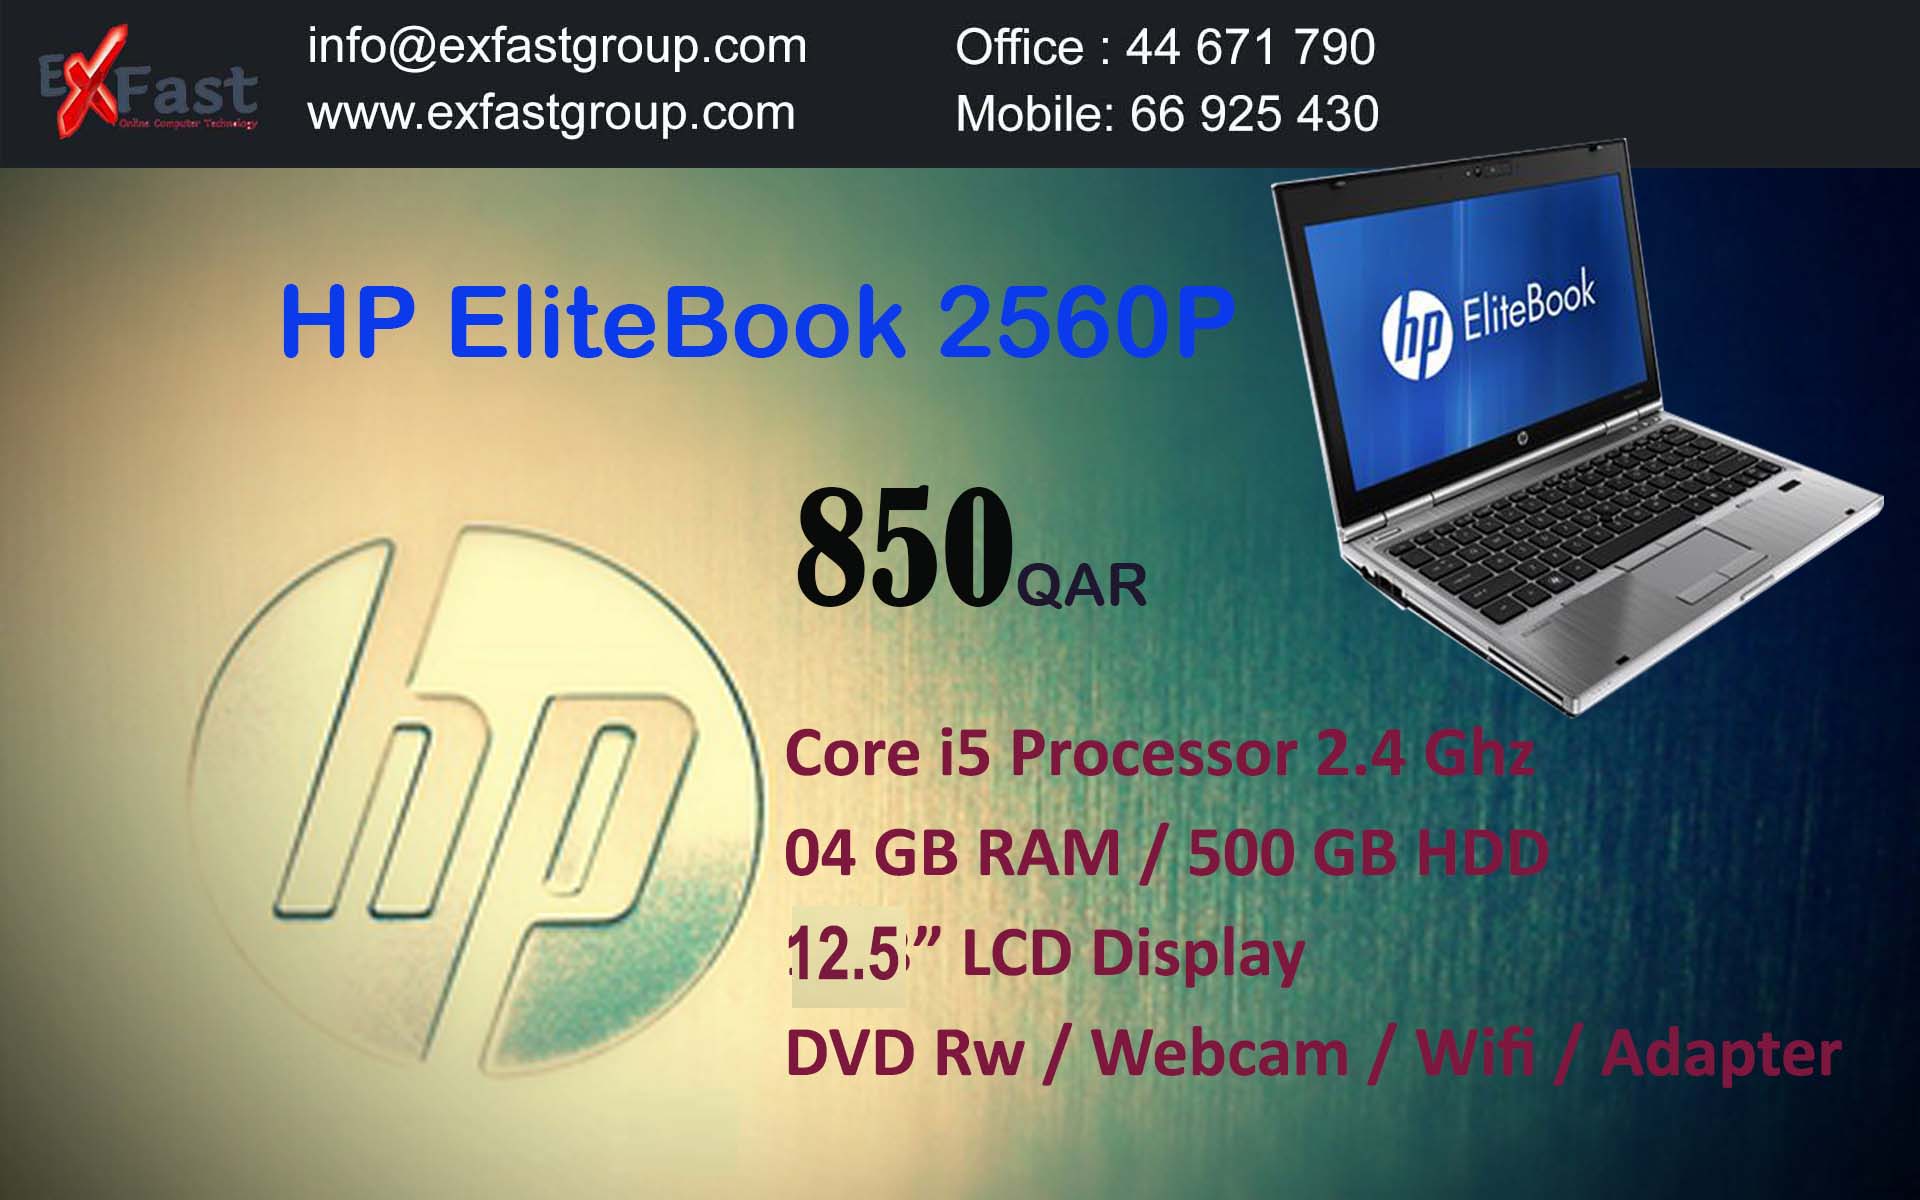 ExFast
Online Computer Technology
info@exfastgroup.com
www.exfastgroup.com
Office : 44 671 790
Mobile: 66 925 430
HP EliteBook 2560P
hp EliteBook
850QAR
hp
Core i5 Processor 2.4 Ghz
04 GB RAM / 500 GB HDD
12.5” LCD Display
DVD Rw / Webcam / Wifi / Adapter